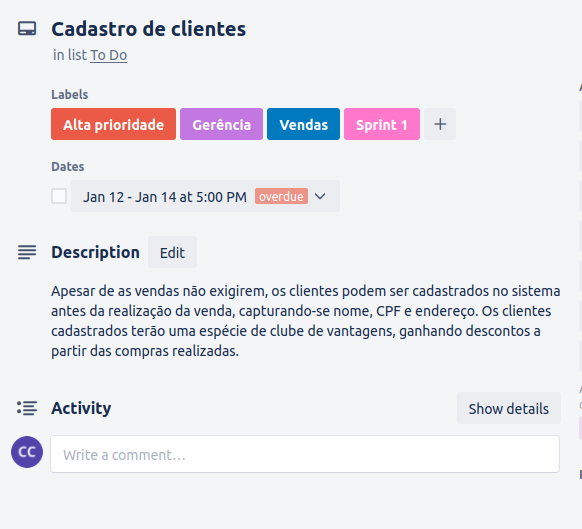 Cadastro de clientes
in list To Do
Labels
Alta prioridade Gerência Vendas Sprint 1 +
Dates
Jan 12 - Jan 14 at 5:00 PM overdue
Description Edit
Apesar de as vendas não exigirem, os clientes podem ser cadastrados no sistema
antes da realização da venda, capturando-se nome, CPF e endereço. Os clientes
cadastrados terão uma espécie de clube de vantagens, ganhando descontos a
partir das compras realizadas.
Activity Show details
CC Write a comment…